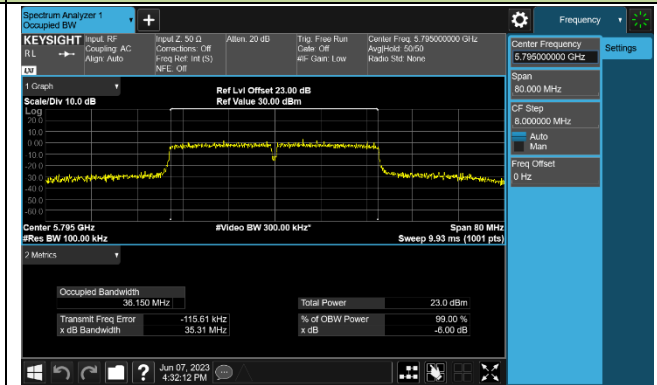 Spectrum Analyzer 1
Occupied BW
Frequency
KEYSIGHT
RL
LXI
Input: RF
Coupling: AC
Align: Auto
Input Z: 50 Ω
Corrections: Off
Freq Ref: Int (S)
NFE: Off
Atten: 20 dB
Trig: Free Run
Gate: Off
#IF Gain: Low
Center Freq: 5.795000000 GHz
Avg|Hold: 50/50
Radio Std: None
Center Frequency
5.795000000 GHz
Settings
Span
80.000 MHz
CF Step
8.000000 MHz
Auto
Man
Freq Offset
0 Hz
1 Graph
Scale/Div 10.0 dB
Ref Lvl Offset 23.00 dB
Ref Value 30.00 dBm
Log
20.0
10.0
0.00
-10.0
-20.0
-30.0
-40.0
-50.0
-60.0
Center 5.795 GHz
#Res BW 100.00 kHz
#Video BW 300.00 kHz*
Span 80 MHz
Sweep 9.93 ms (1001 pts)
2 Metrics
Occupied Bandwidth
36.150 MHz
Total Power 23.0 dBm
Transmit Freq Error -115.61 kHz
% of OBW Power 99.00 %
x dB Bandwidth 35.31 MHz
x dB -6.00 dB
?
Jun 07, 2023
4:32:12 PM